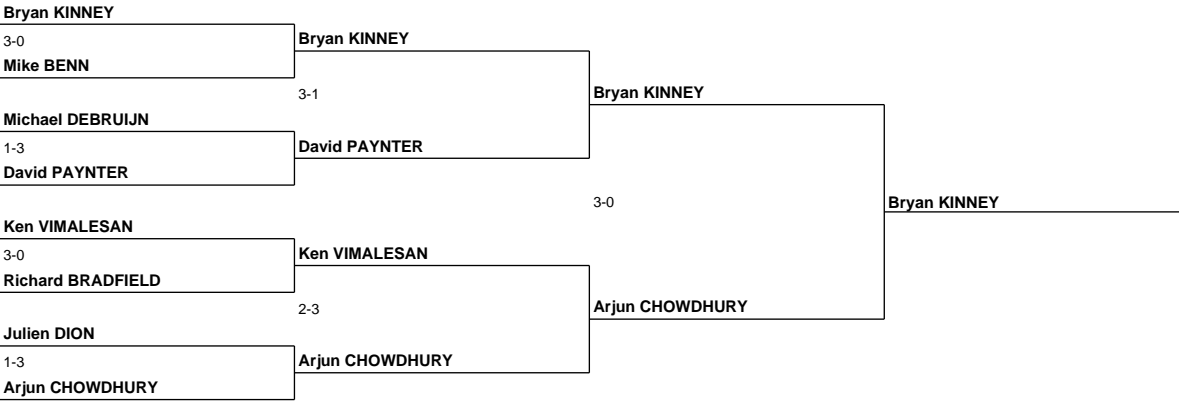 Bryan KINNEY
3-0
Mike BENN
Bryan KINNEY
3-1
Michael DEBRUIJN
1-3
David PAYNTER
David PAYNTER
Bryan KINNEY
3-0
Bryan KINNEY
Ken VIMALESAN
3-0
Richard BRADFIELD
Ken VIMALESAN
2-3
Julien DION
1-3
Arjun CHOWDHURY
Arjun CHOWDHURY
Arjun CHOWDHURY